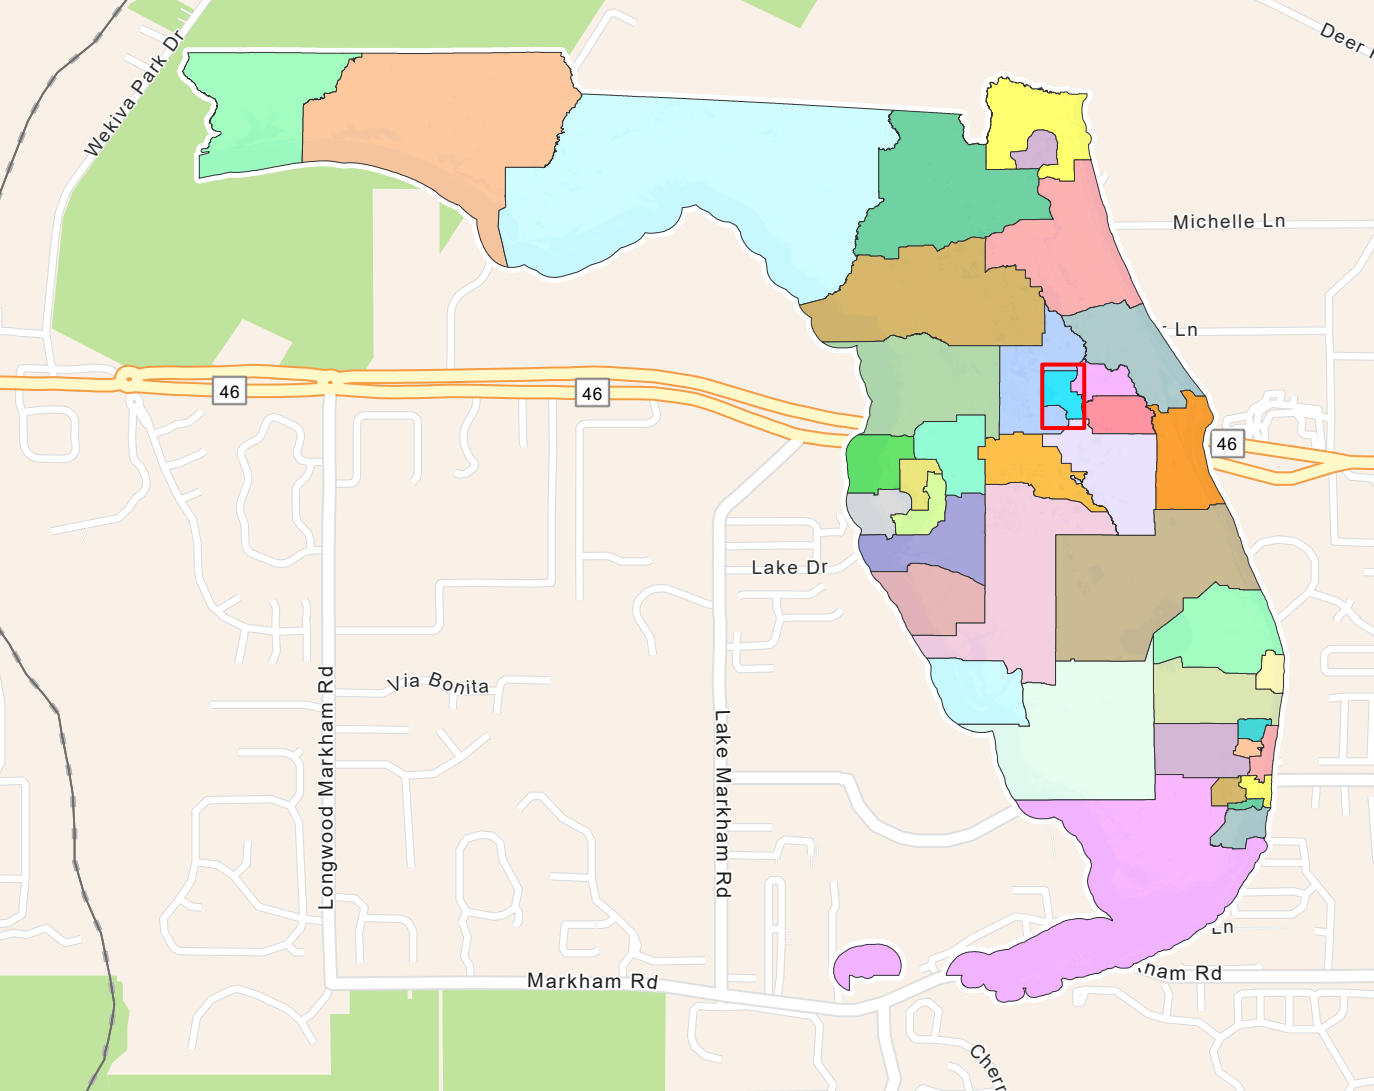 Wekiva Park Dr
Deer
Michelle Ln
Ln
46
46
46
Lake Dr
Via Bonita
Longwood Markham Rd
Lake Markham Rd
Ln
Markham Rd
ham Rd
Cherr